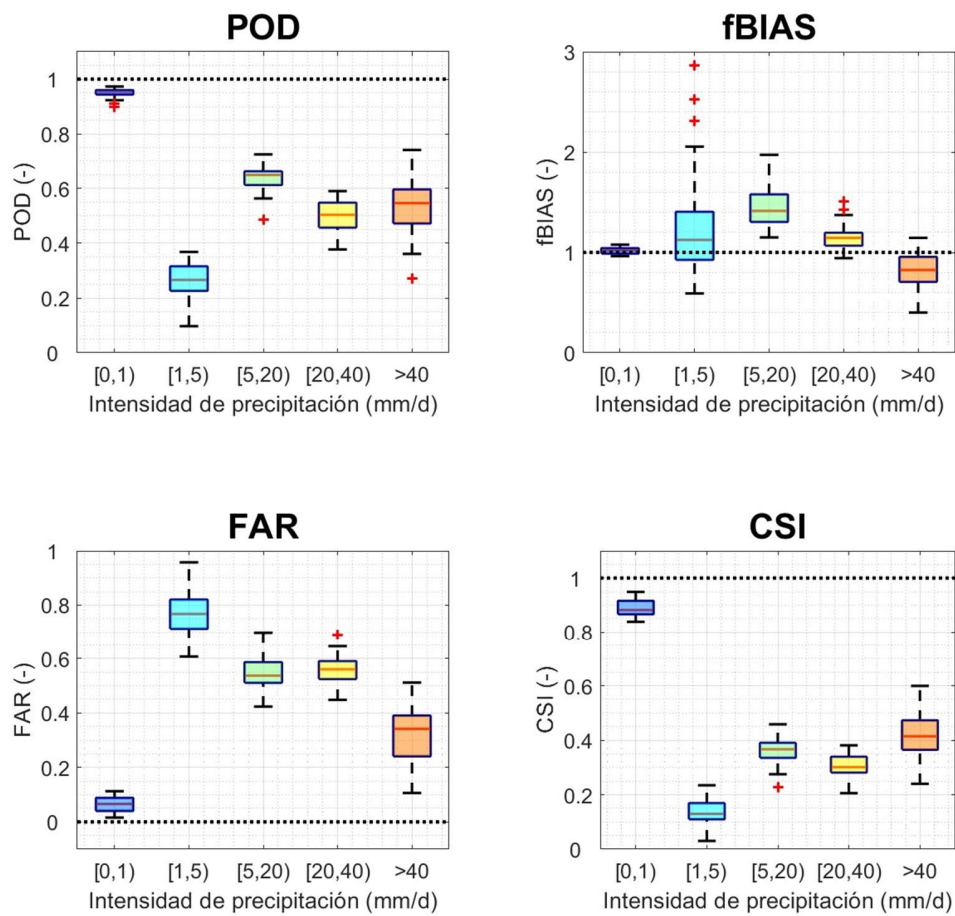 POD
POD (-)
1
0.8
0.6
0.4
0.2
0
[0,1) [1,5) [5,20) [20,40) >40
Intensidad de precipitación (mm/d)
fBIAS
fBIAS (-)
3
2
1
0
[0,1) [1,5) [5,20) [20,40) >40
Intensidad de precipitación (mm/d)
FAR
FAR (-)
1
0.8
0.6
0.4
0.2
0
[0,1) [1,5) [5,20) [20,40) >40
Intensidad de precipitación (mm/d)
CSI
CSI (-)
1
0.8
0.6
0.4
0.2
0
[0,1) [1,5) [5,20) [20,40) >40
Intensidad de precipitación (mm/d)